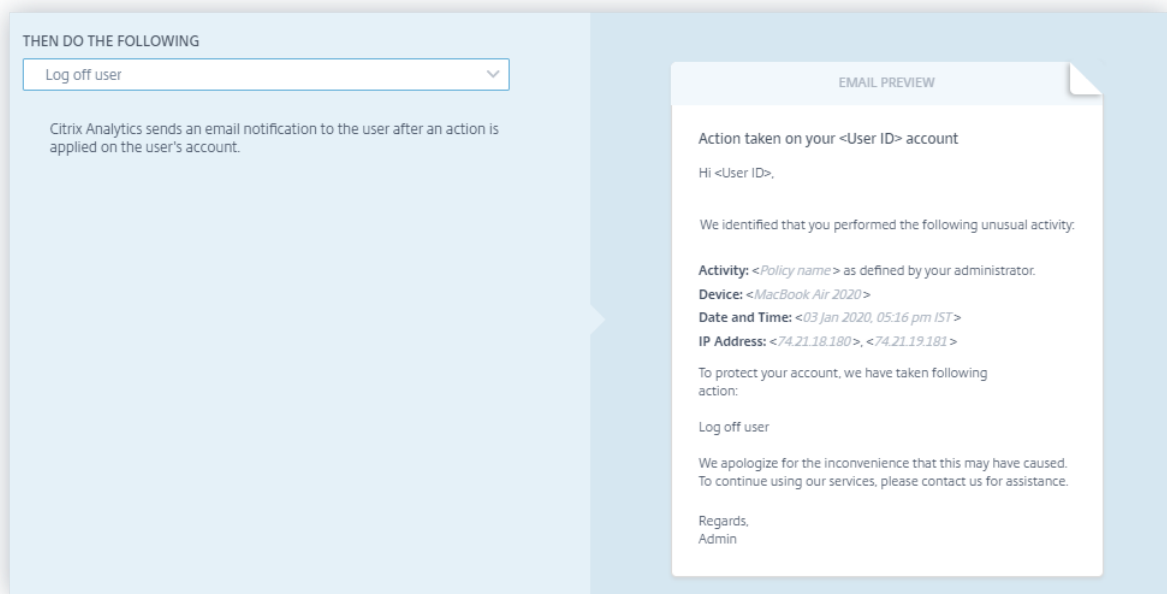 THEN DO THE FOLLOWING
Log off user
Citrix Analytics sends an email notification to the user after an action is
applied on the user's account.
EMAIL PREVIEW
Action taken on your <User ID> account
Hi <User ID>,
We identified that you performed the following unusual activity:
Activity: <Policy name> as defined by your administrator.
Device: <MacBook Air 2020>
Date and Time: <03 Jan 2020, 05:16 pm IST>
IP Address: <74.21.18.180>, <74.21.19.181>
To protect your account, we have taken following
action:
Log off user
We apologize for the inconvenience that this may have caused.
To continue using our services, please contact us for assistance.
Regards,
Admin